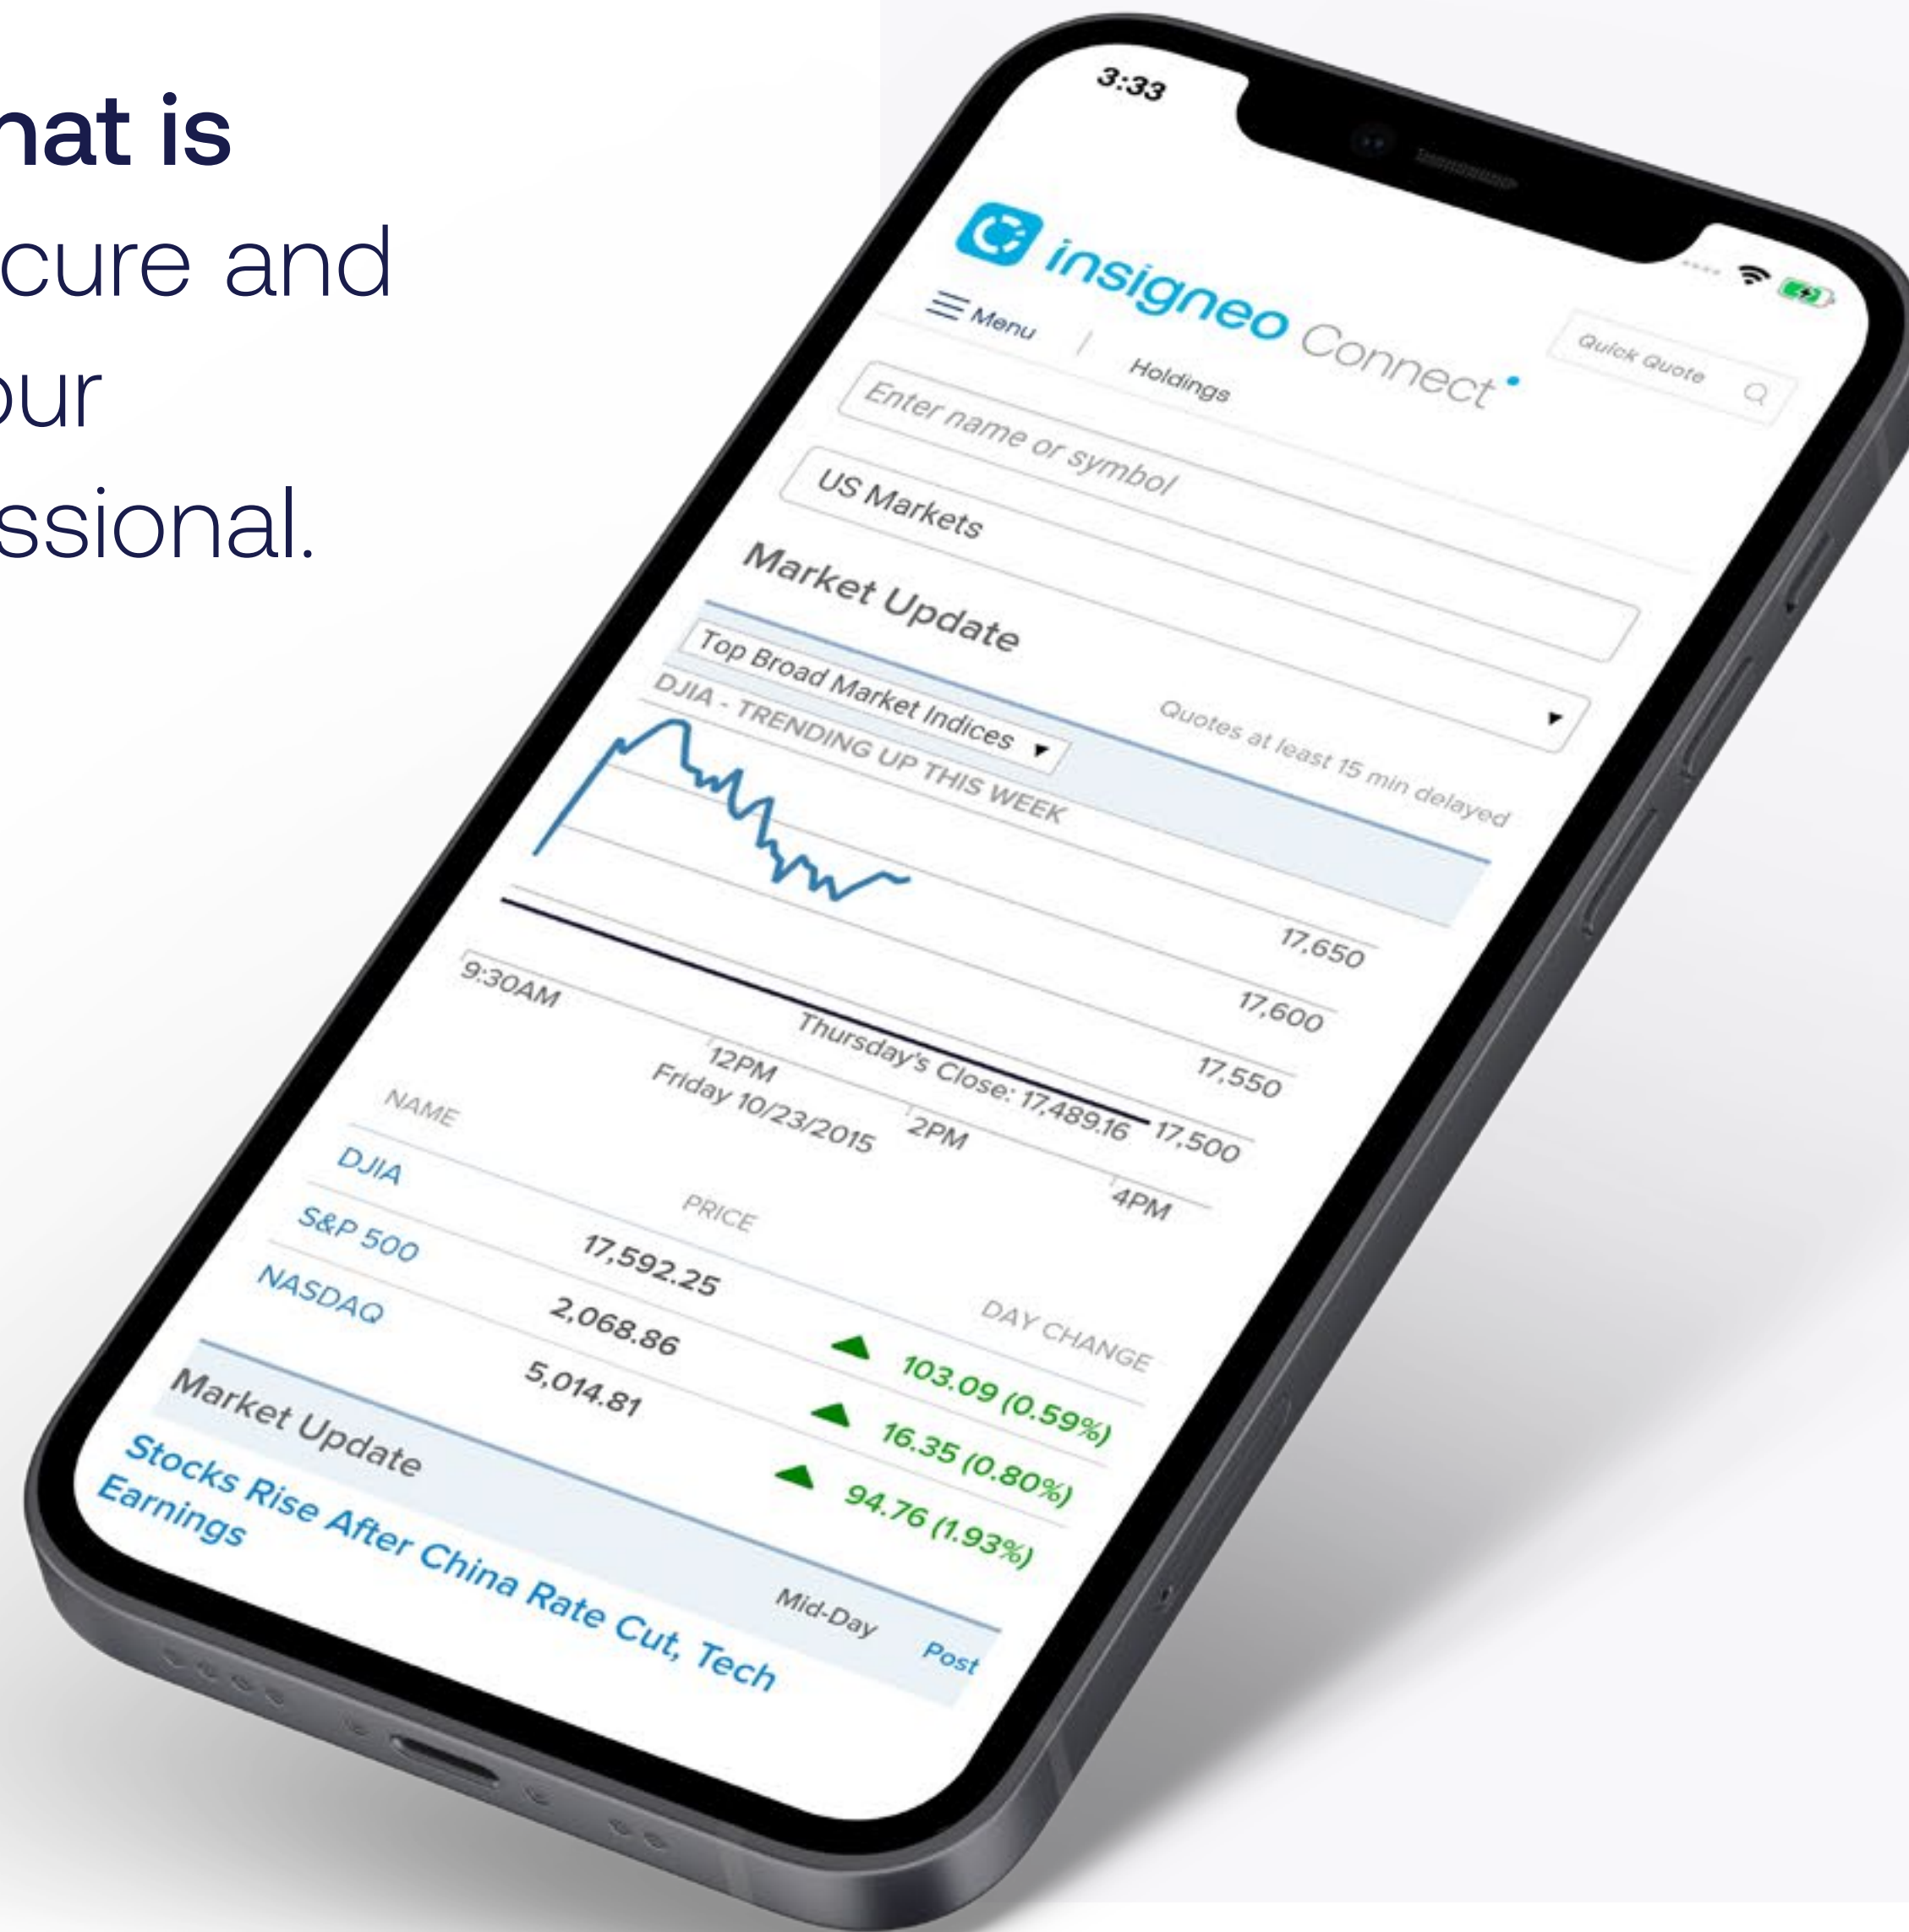 hat is
cure and
our
ssional.
3:33
insigneo Connect
Quick Quote
Menu | Holdings
Enter name or symbol
US Markets
Market Update
Quotes at least 15 min delayed
Top Broad Market Indices
DJIA - TRENDING UP THIS WEEK
17,650
17,600
17,550
17,500
Thursday's Close: 17,489.16
9:30AM 12PM 2PM 4PM
Friday 10/23/2015
NAME PRICE DAY CHANGE
DJIA 17,592.25 103.09 (0.59%)
S&P 500 2,068.86 16.35 (0.80%)
NASDAQ 5,014.81 94.76 (1.93%)
Market Update Mid-Day Post
Stocks Rise After China Rate Cut, Tech
Earnings